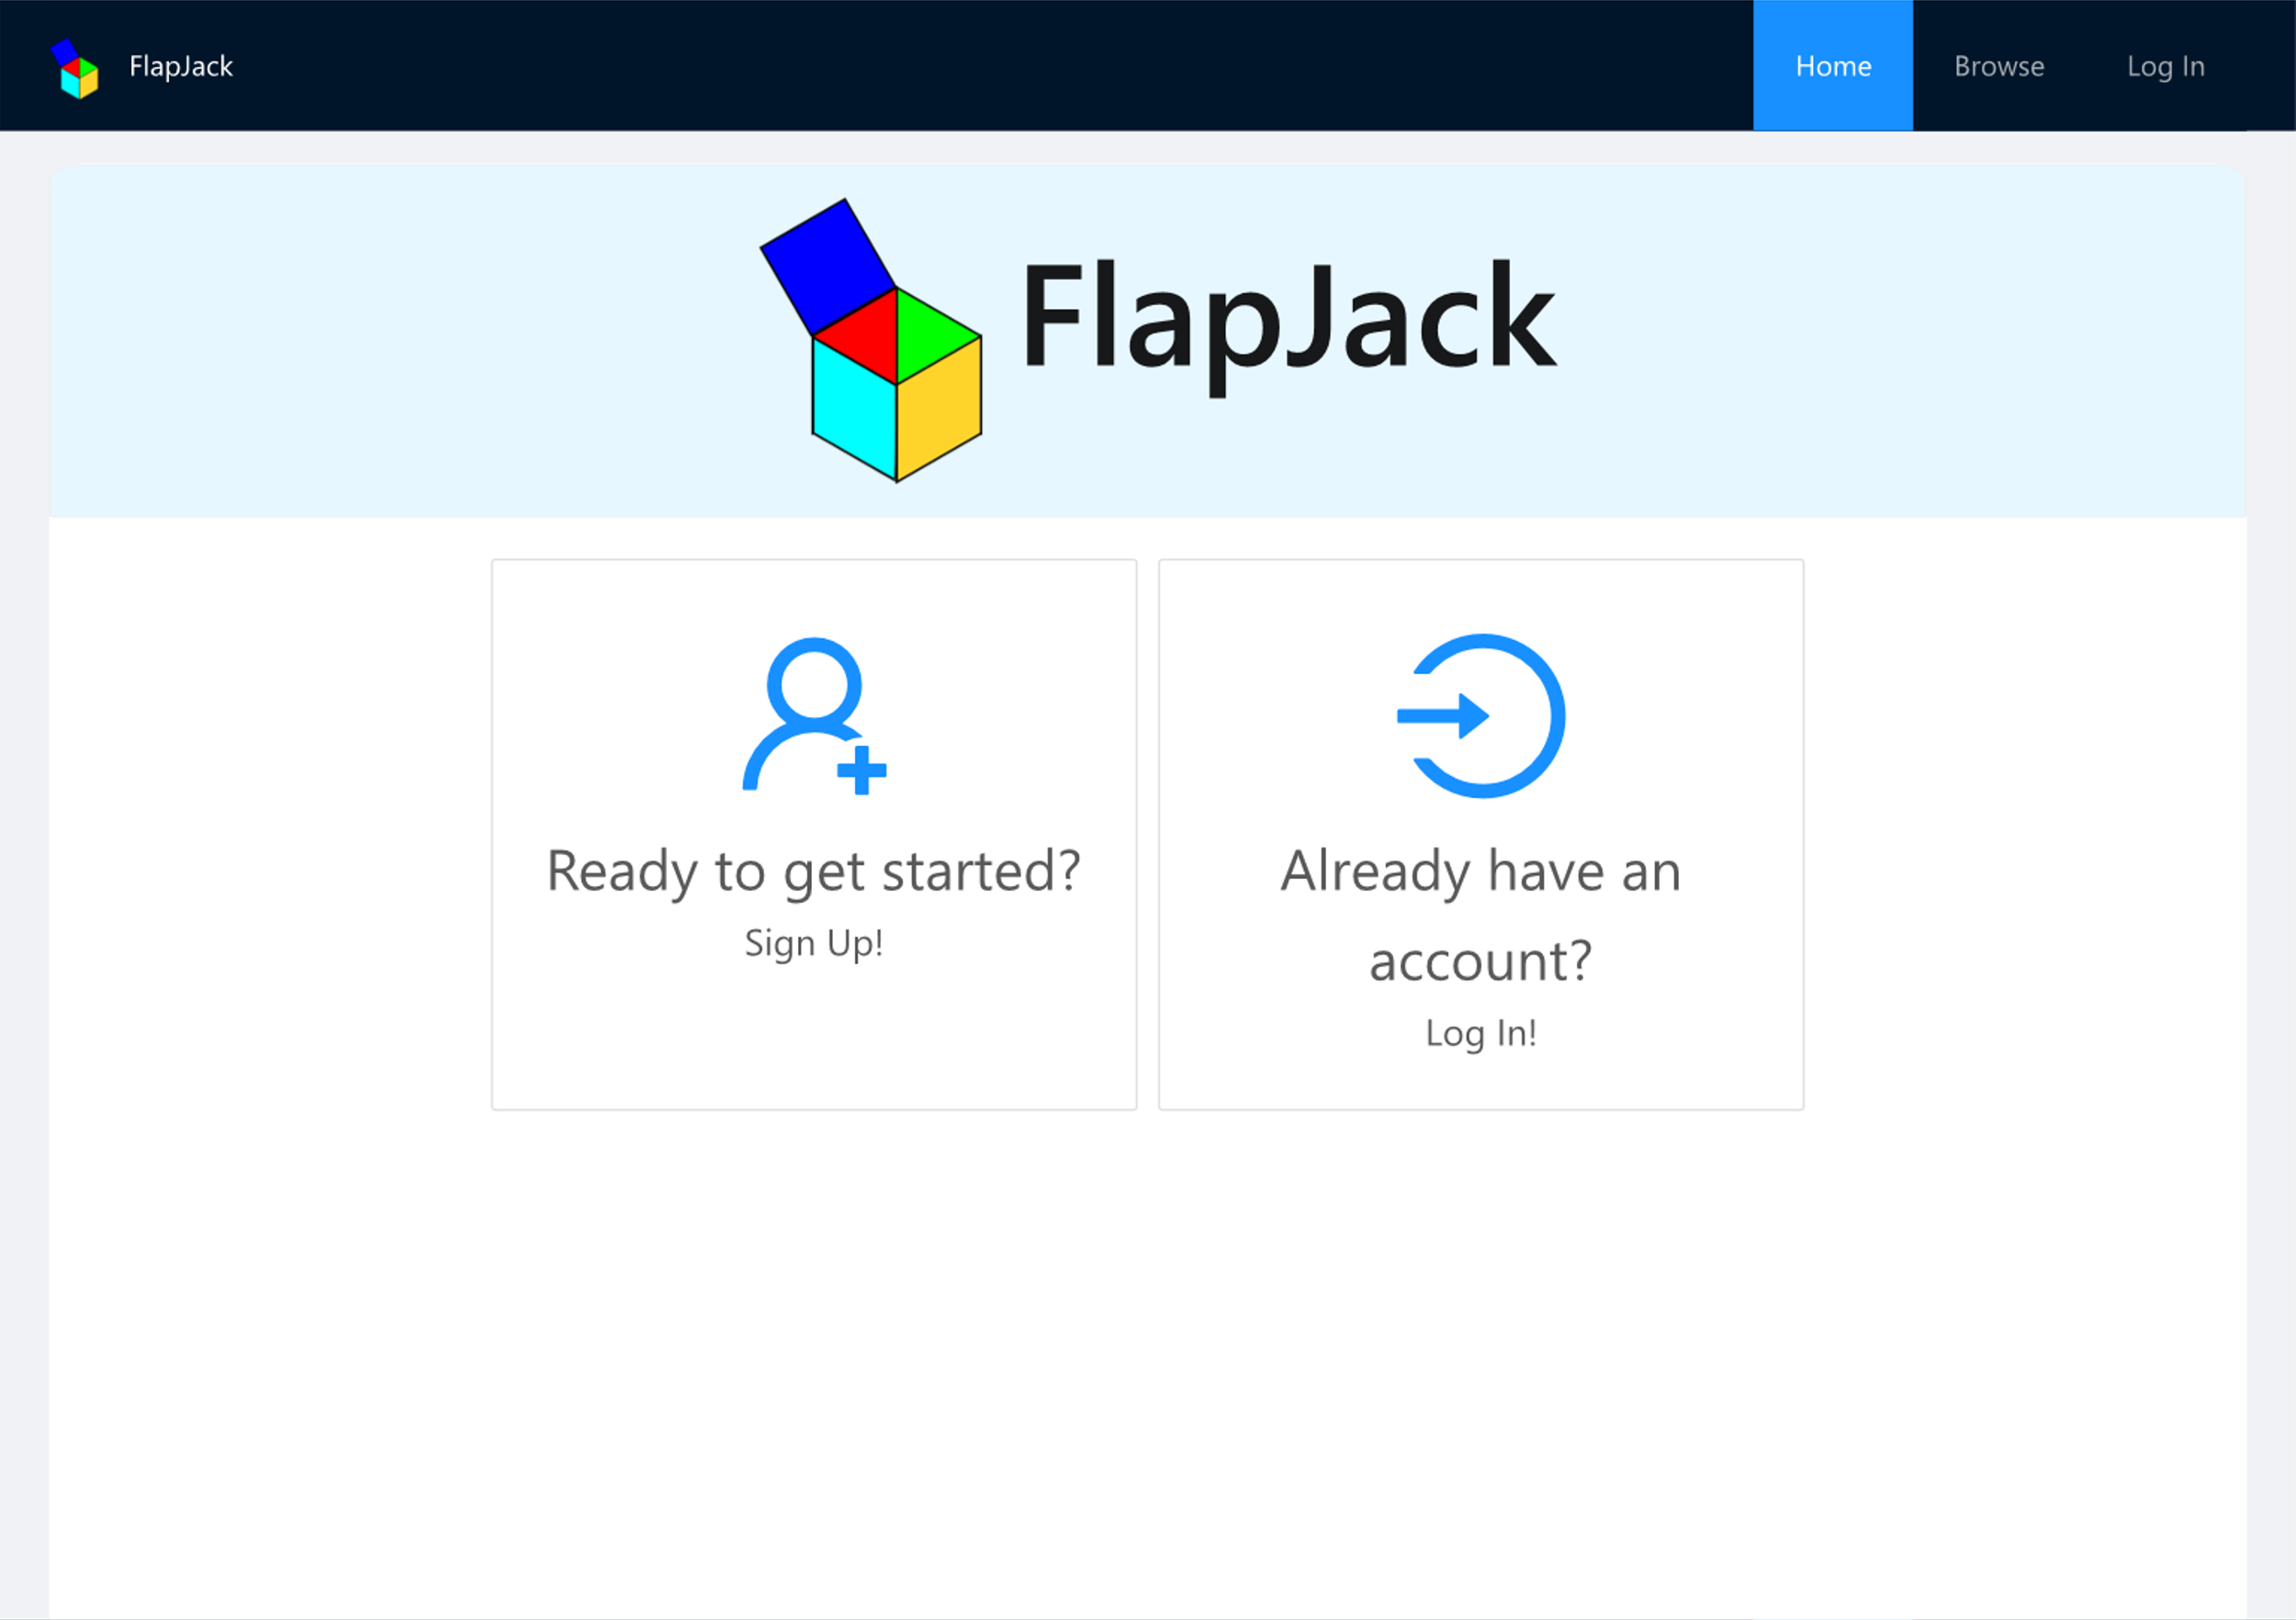 FlapJack
Home Browse Log In
FlapJack
Ready to get started?
Sign Up!
Already have an
account?
Log In!